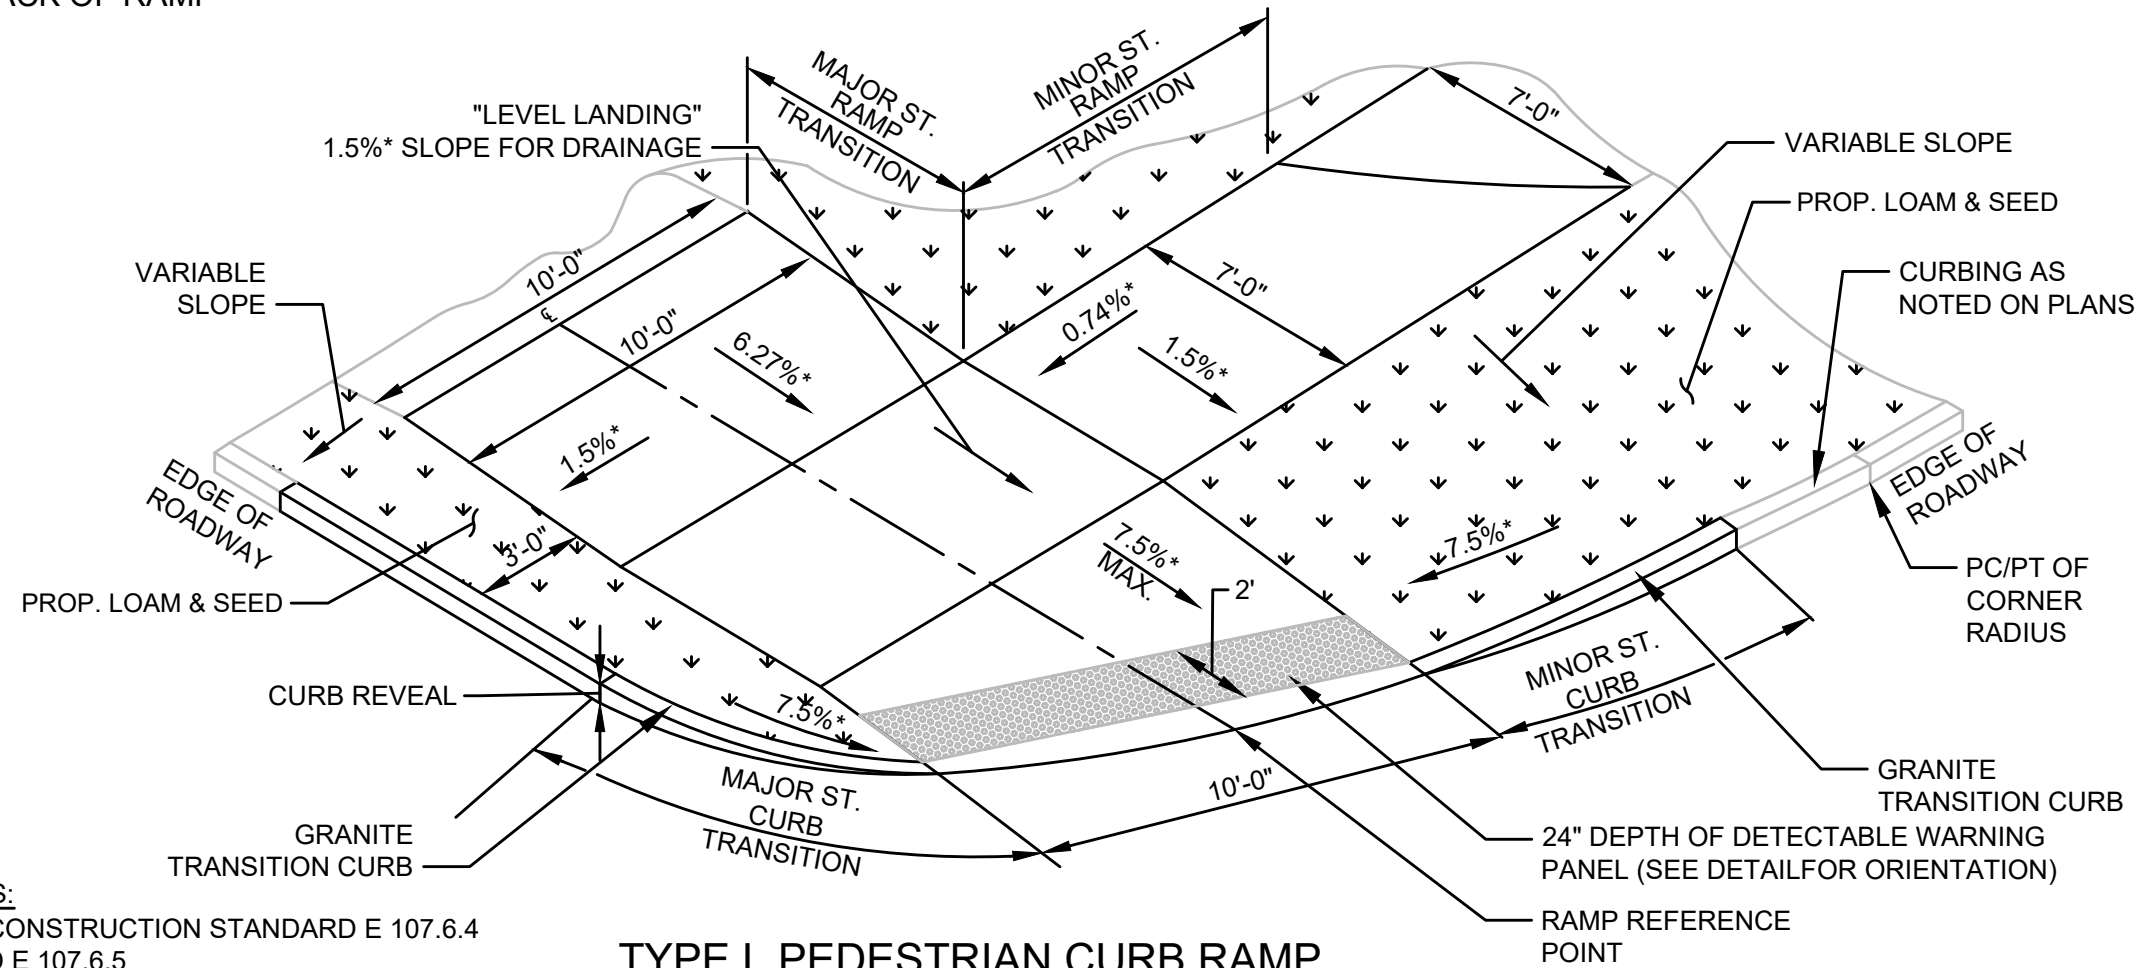 "LEVEL LANDING"
1.5%* SLOPE FOR DRAINAGE
MAJOR ST.
RAMP
TRANSITION
MINOR ST.
RAMP
TRANSITION
7'-0"
VARIABLE SLOPE
PROP. LOAM & SEED
CURBING AS
NOTED ON PLANS
VARIABLE
SLOPE
10'-0"
℄
10'-0"
6.27%*
0.74%*
7'-0"
1.5%*
1.5%*
EDGE OF
ROADWAY
EDGE OF
ROADWAY
3'-0"
7.5%*
MAX.
2'
7.5%*
PC/PT OF
CORNER
RADIUS
PROP. LOAM & SEED
CURB REVEAL
7.5%*
MINOR ST.
CURB
TRANSITION
MAJOR ST.
CURB
TRANSITION
10'-0"
GRANITE
TRANSITION CURB
GRANITE
TRANSITION CURB
24" DEPTH OF DETECTABLE WARNING
PANEL (SEE DETAILFOR ORIENTATION)
RAMP REFERENCE
POINT
CONSTRUCTION STANDARD E 107.6.4
E 107.6.5
TYPE L PEDESTRIAN CURB RAMP